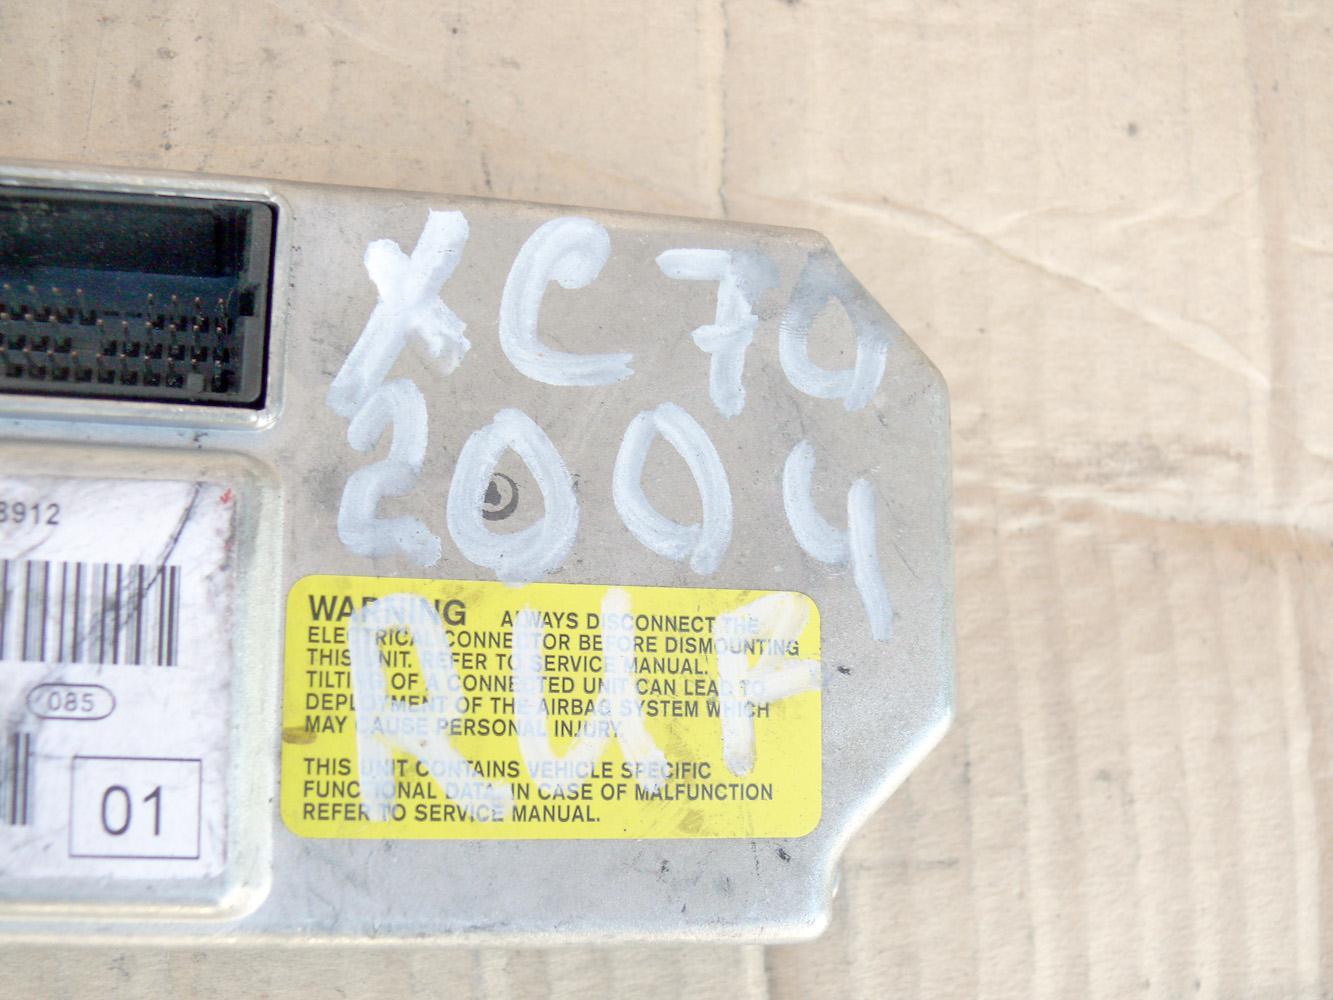 XC70
2004
RUF
8912
085
01
WARNING ALWAYS DISCONNECT THE
ELECTRICAL CONNECTOR BEFORE DISMOUNTING
THIS UNIT. REFER TO SERVICE MANUAL.
TILTING OF A CONNECTED UNIT CAN LEAD TO
DEPLOYMENT OF THE AIRBAG SYSTEM WHICH
MAY CAUSE PERSONAL INJURY.
THIS UNIT CONTAINS VEHICLE SPECIFIC
FUNCTIONAL DATA. IN CASE OF MALFUNCTION
REFER TO SERVICE MANUAL.